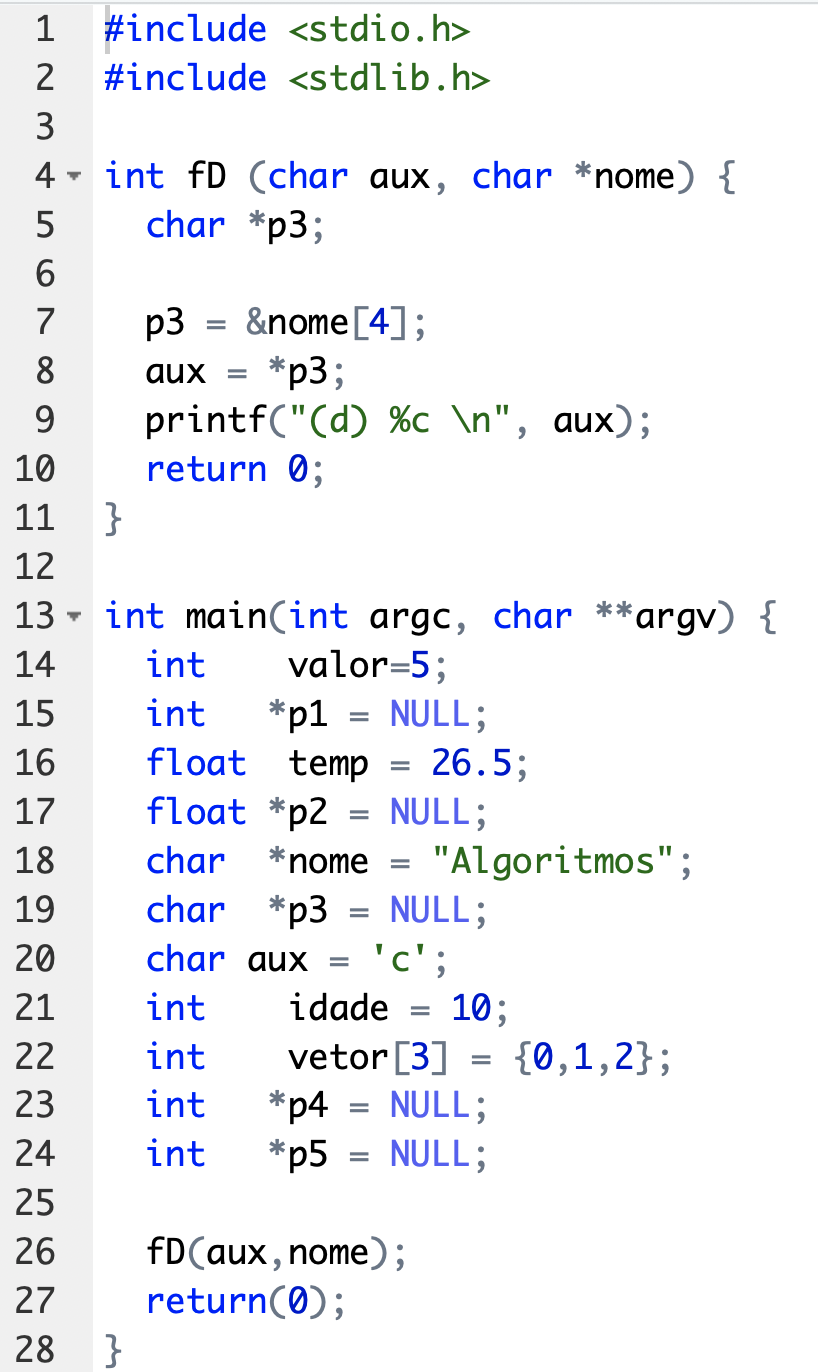 1 #include <stdio.h>
2 #include <stdlib.h>
3
4 int fD (char aux, char *nome) {
5   char *p3;
6
7   p3 = &nome[4];
8   aux = *p3;
9   printf("(d) %c \n", aux);
10   return 0;
11 }
12
13 int main(int argc, char **argv) {
14   int    valor=5;
15   int   *p1 = NULL;
16   float  temp = 26.5;
17   float *p2 = NULL;
18   char  *nome = "Algoritmos";
19   char  *p3 = NULL;
20   char aux = 'c';
21   int    idade = 10;
22   int    vetor[3] = {0,1,2};
23   int   *p4 = NULL;
24   int   *p5 = NULL;
25
26   fD(aux,nome);
27   return(0);
28 }